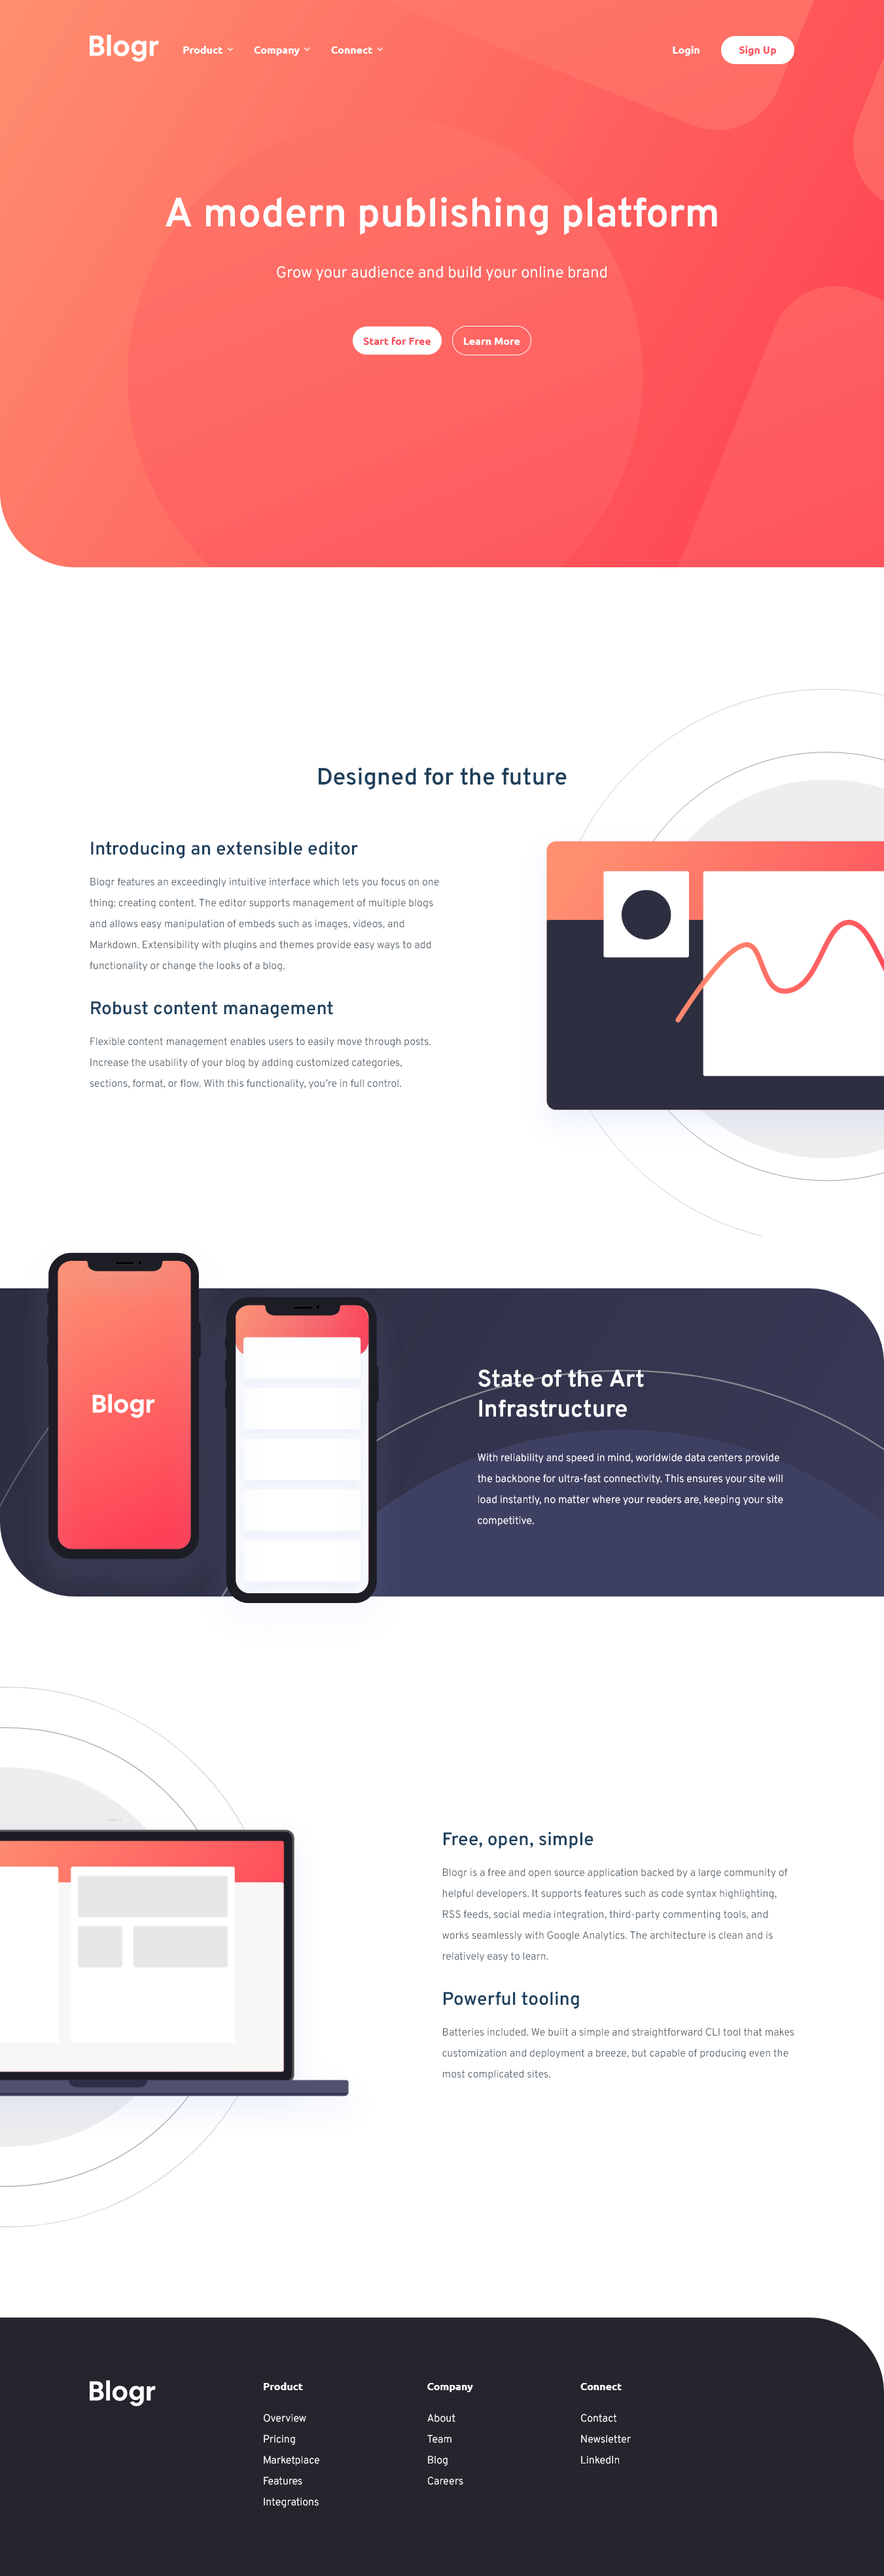 Blogr
Product
Company
Connect
Login
Sign Up
A modern publishing platform
Grow your audience and build your online brand
Start for Free
Learn More
Designed for the future
Introducing an extensible editor
Blogr features an exceedingly intuitive interface which lets you focus on one
thing: creating content. The editor supports management of multiple blogs
and allows easy manipulation of embeds such as images, videos, and
Markdown. Extensibility with plugins and themes provide easy ways to add
functionality or change the looks of a blog.
Robust content management
Flexible content management enables users to easily move through posts.
Increase the usability of your blog by adding customized categories,
sections, format, or flow. With this functionality, you're in full control.
Blogr
State of the Art
Infrastructure
With reliability and speed in mind, worldwide data centers provide
the backbone for ultra-fast connectivity. This ensures your site will
load instantly, no matter where your readers are, keeping your site
competitive.
Free, open, simple
Blogr is a free and open source application backed by a large community of
helpful developers. It supports features such as code syntax highlighting,
RSS feeds, social media integration, third-party commenting tools, and
works seamlessly with Google Analytics. The architecture is clean and is
relatively easy to learn.
Powerful tooling
Batteries included. We built a simple and straightforward CLI tool that makes
customization and deployment a breeze, but capable of producing even the
most complicated sites.
Blogr
Product
Overview
Pricing
Marketplace
Features
Integrations
Company
About
Team
Blog
Careers
Connect
Contact
Newsletter
LinkedIn